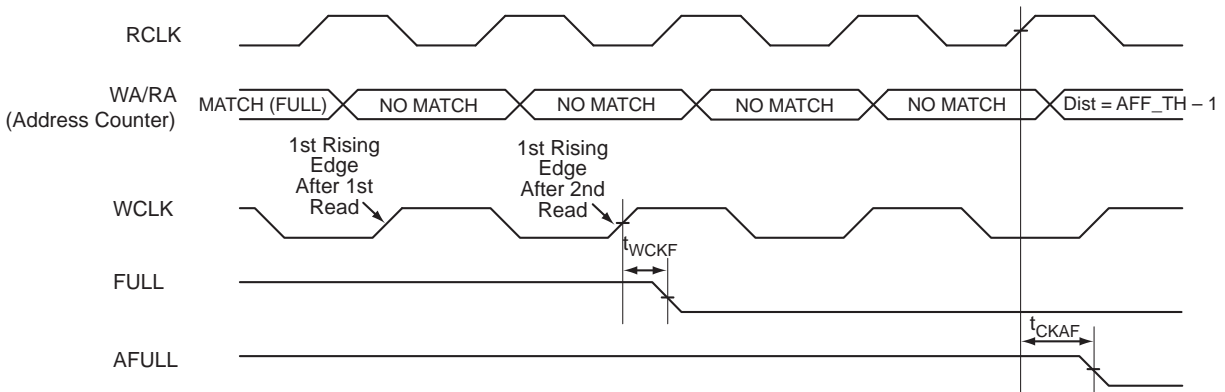 RCLK
WA/RA
(Address Counter)
MATCH (FULL)
NO MATCH
NO MATCH
NO MATCH
NO MATCH
Dist = AFF_TH – 1
1st Rising
Edge
After 1st
Read
1st Rising
Edge
After 2nd
Read
WCLK
tWCKF
FULL
tCKAF
AFULL